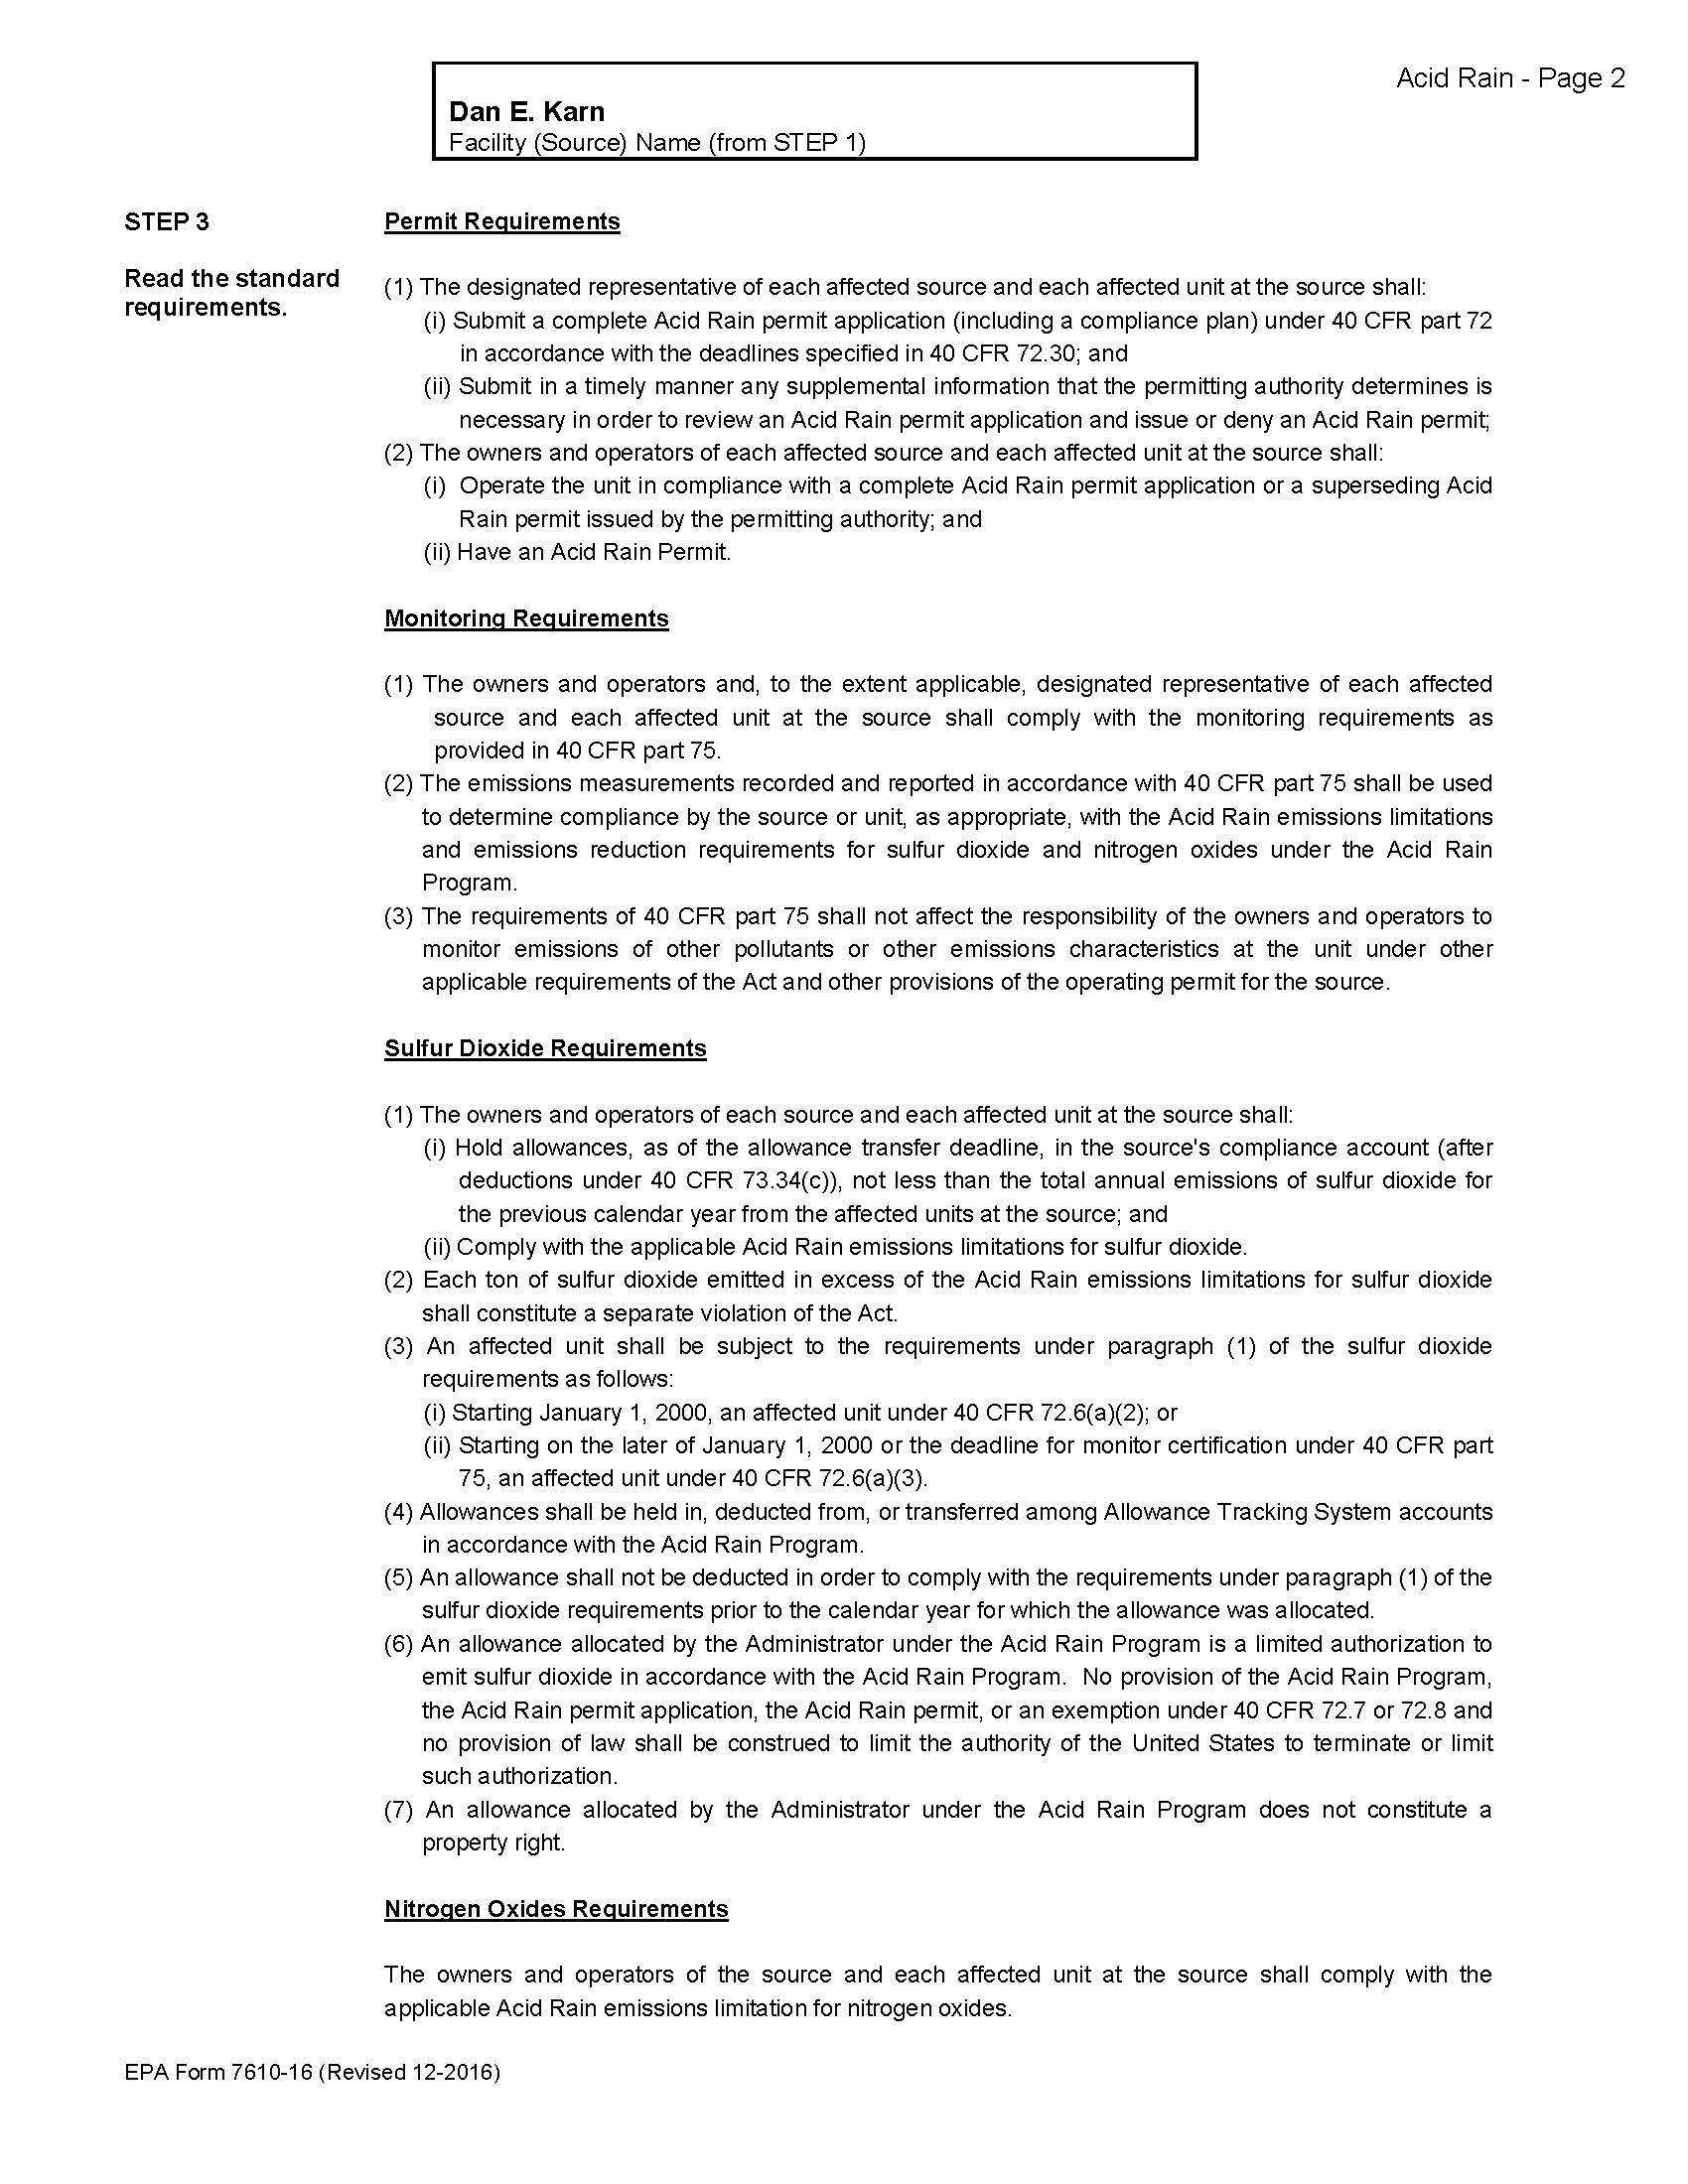 Acid Rain - Page 2
Dan E. Karn
Facility (Source) Name (from STEP 1)
STEP 3
Read the standard
requirements.
Permit Requirements
(1) The designated representative of each affected source and each affected unit at the source shall:
(i) Submit a complete Acid Rain permit application (including a compliance plan) under 40 CFR part 72
in accordance with the deadlines specified in 40 CFR 72.30; and
(ii) Submit in a timely manner any supplemental information that the permitting authority determines is
necessary in order to review an Acid Rain permit application and issue or deny an Acid Rain permit;
(2) The owners and operators of each affected source and each affected unit at the source shall:
(i) Operate the unit in compliance with a complete Acid Rain permit application or a superseding Acid
Rain permit issued by the permitting authority; and
(ii) Have an Acid Rain Permit.
Monitoring Requirements
(1) The owners and operators and, to the extent applicable, designated representative of each affected
source and each affected unit at the source shall comply with the monitoring requirements as
provided in 40 CFR part 75.
(2) The emissions measurements recorded and reported in accordance with 40 CFR part 75 shall be used
to determine compliance by the source or unit, as appropriate, with the Acid Rain emissions limitations
and emissions reduction requirements for sulfur dioxide and nitrogen oxides under the Acid Rain
Program.
(3) The requirements of 40 CFR part 75 shall not affect the responsibility of the owners and operators to
monitor emissions of other pollutants or other emissions characteristics at the unit under other
applicable requirements of the Act and other provisions of the operating permit for the source.
Sulfur Dioxide Requirements
(1) The owners and operators of each source and each affected unit at the source shall:
(i) Hold allowances, as of the allowance transfer deadline, in the source's compliance account (after
deductions under 40 CFR 73.34(c)), not less than the total annual emissions of sulfur dioxide for
the previous calendar year from the affected units at the source; and
(ii) Comply with the applicable Acid Rain emissions limitations for sulfur dioxide.
(2) Each ton of sulfur dioxide emitted in excess of the Acid Rain emissions limitations for sulfur dioxide
shall constitute a separate violation of the Act.
(3) An affected unit shall be subject to the requirements under paragraph (1) of the sulfur dioxide
requirements as follows:
(i) Starting January 1, 2000, an affected unit under 40 CFR 72.6(a)(2); or
(ii) Starting on the later of January 1, 2000 or the deadline for monitor certification under 40 CFR part
75, an affected unit under 40 CFR 72.6(a)(3).
(4) Allowances shall be held in, deducted from, or transferred among Allowance Tracking System accounts
in accordance with the Acid Rain Program.
(5) An allowance shall not be deducted in order to comply with the requirements under paragraph (1) of the
sulfur dioxide requirements prior to the calendar year for which the allowance was allocated.
(6) An allowance allocated by the Administrator under the Acid Rain Program is a limited authorization to
emit sulfur dioxide in accordance with the Acid Rain Program. No provision of the Acid Rain Program,
the Acid Rain permit application, the Acid Rain permit, or an exemption under 40 CFR 72.7 or 72.8 and
no provision of law shall be construed to limit the authority of the United States to terminate or limit
such authorization.
(7) An allowance allocated by the Administrator under the Acid Rain Program does not constitute a
property right.
Nitrogen Oxides Requirements
The owners and operators of the source and each affected unit at the source shall comply with the
applicable Acid Rain emissions limitation for nitrogen oxides.
EPA Form 7610-16 (Revised 12-2016)